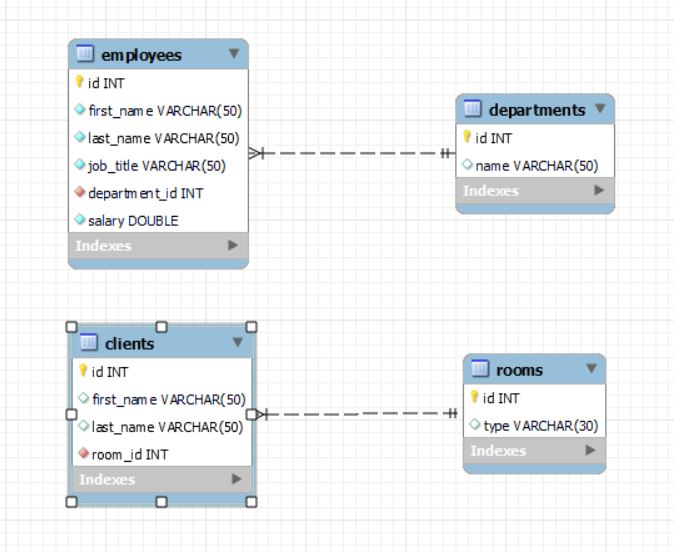 employees
id INT
first_name VARCHAR(50)
last_name VARCHAR(50)
job_title VARCHAR(50)
department_id INT
salary DOUBLE
Indexes
departments
id INT
name VARCHAR(50)
Indexes
clients
id INT
first_name VARCHAR(50)
last_name VARCHAR(50)
room_id INT
Indexes
rooms
id INT
type VARCHAR(30)
Indexes